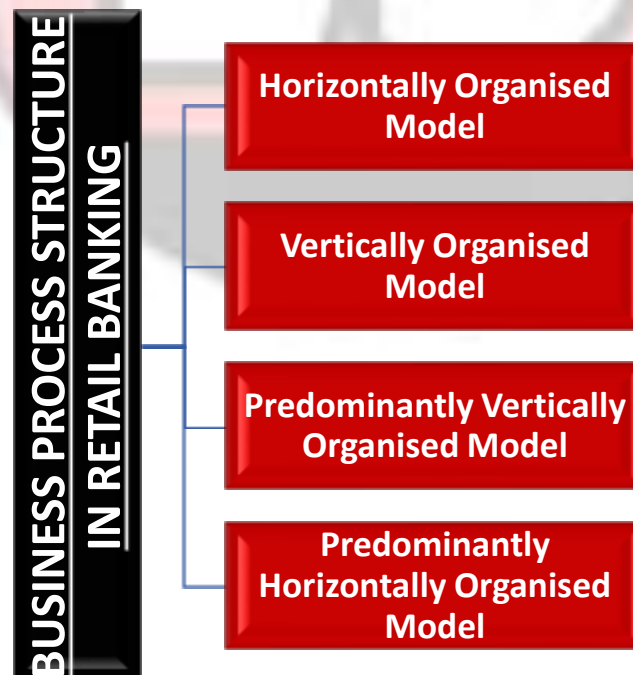 BUSINESS PROCESS STRUCTURE
IN RETAIL BANKING
Horizontally Organised
Model
Vertically Organised
Model
Predominantly Vertically
Organised Model
Predominantly
Horizontally Organised
Model